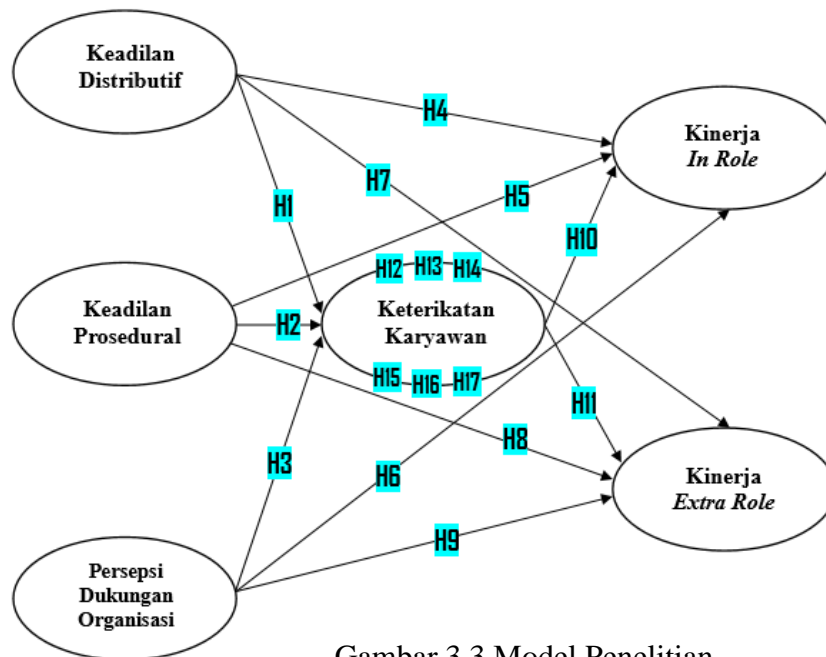 Keadilan
Distributif
H4
Kinerja
In Role
H7
H5
H1
H10
H12 H13 H14
Keadilan
Prosedural
H2
Keterikatan
Karyawan
H15 H16 H17
H11
H8
H3
H6
Kinerja
Extra Role
H9
Persepsi
Dukungan
Organisasi
Gambar 3.3 Model Penelitian